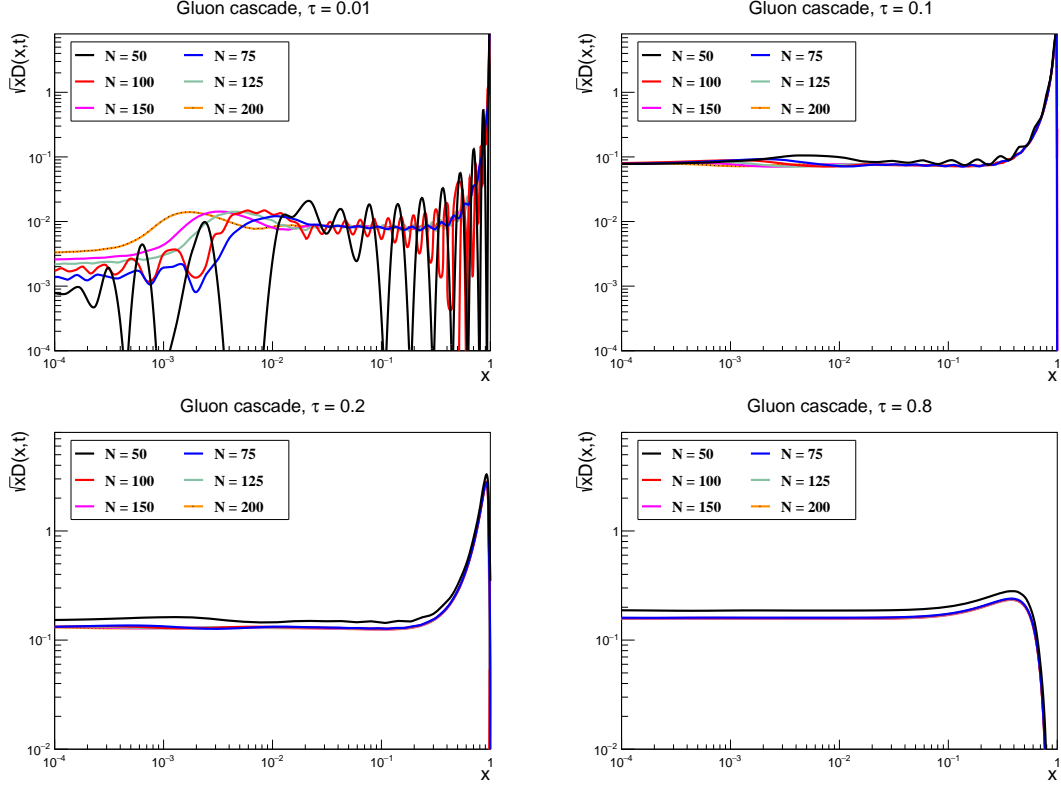 Gluon cascade, τ = 0.01
√xD(x,t)
N = 50
N = 75
N = 100
N = 125
N = 150
N = 200
1
10⁻¹
10⁻²
10⁻³
10⁻⁴
10⁻⁴
10⁻³
10⁻²
10⁻¹
1
x
Gluon cascade, τ = 0.1
√xD(x,t)
N = 50
N = 75
N = 100
N = 125
N = 150
N = 200
1
10⁻¹
10⁻²
10⁻³
10⁻⁴
10⁻⁴
10⁻³
10⁻²
10⁻¹
1
x
Gluon cascade, τ = 0.2
√xD(x,t)
N = 50
N = 75
N = 100
N = 125
N = 150
N = 200
1
10⁻¹
10⁻²
10⁻⁴
10⁻³
10⁻²
10⁻¹
1
x
Gluon cascade, τ = 0.8
√xD(x,t)
N = 50
N = 75
N = 100
N = 125
N = 150
N = 200
1
10⁻¹
10⁻²
10⁻⁴
10⁻³
10⁻²
10⁻¹
1
x